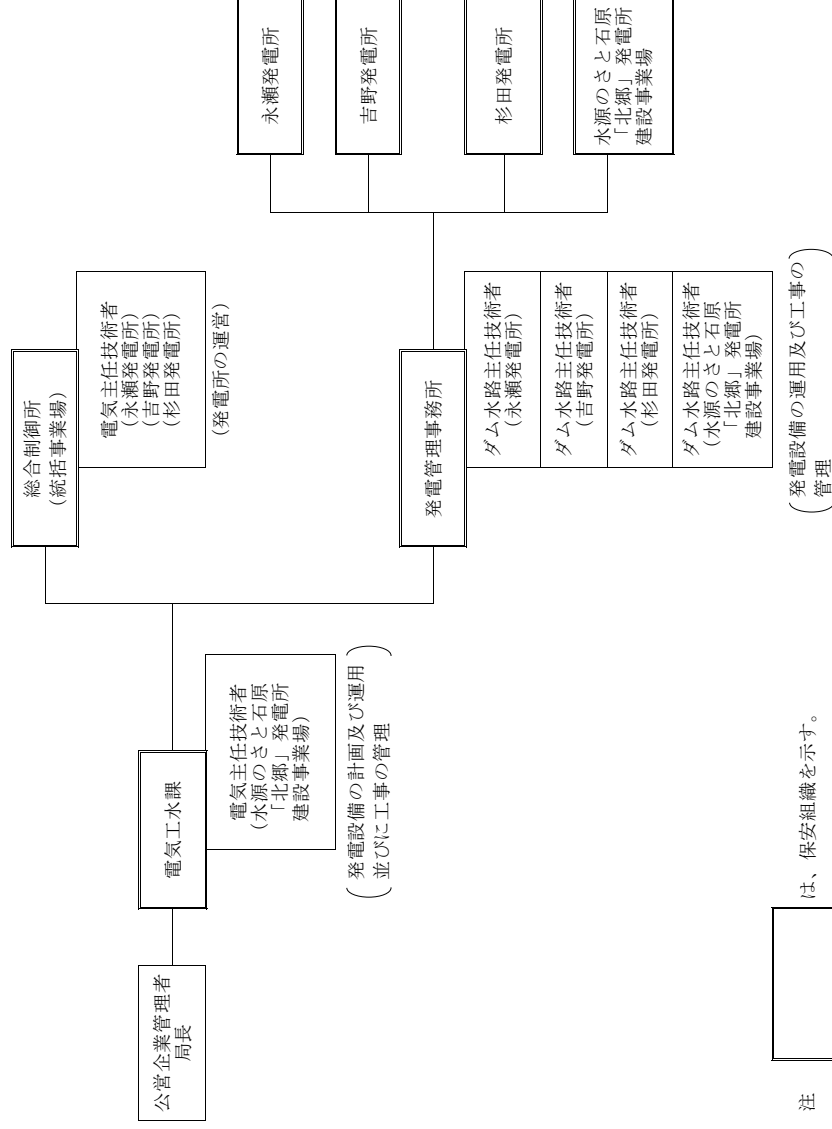 公営企業管理者
局長
電気工水課
電気主任技術者
(水源のさと石原
「北郷」発電所
建設事業場)
発電設備の計画及び運用
並びに工事の管理
総合制御所
(統括事業場)
電気主任技術者
(永瀬発電所)
(吉野発電所)
(杉田発電所)
(発電所の運営)
発電管理事務所
ダム水路主任技術者
(永瀬発電所)
ダム水路主任技術者
(吉野発電所)
ダム水路主任技術者
(杉田発電所)
ダム水路主任技術者
(水源のさと石原
「北郷」発電所
建設事業場)
発電設備の運用及び工事の
管理
永瀬発電所
吉野発電所
杉田発電所
水源のさと石原
「北郷」発電所
建設事業場
注 は、保安組織を示す。